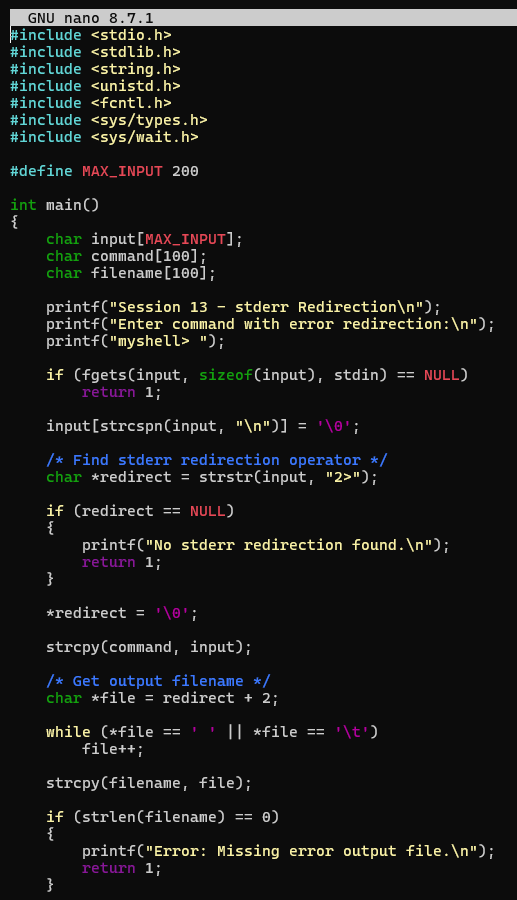 GNU nano 8.7.1
#include <stdio.h>
#include <stdlib.h>
#include <string.h>
#include <unistd.h>
#include <fcntl.h>
#include <sys/types.h>
#include <sys/wait.h>

#define MAX_INPUT 200

int main()
{
    char input[MAX_INPUT];
    char command[100];
    char filename[100];

    printf("Session 13 - stderr Redirection\n");
    printf("Enter command with error redirection:\n");
    printf("myshell> ");

    if (fgets(input, sizeof(input), stdin) == NULL)
        return 1;

    input[strcspn(input, "\n")] = '\0';

    /* Find stderr redirection operator */
    char *redirect = strstr(input, "2>");

    if (redirect == NULL)
    {
        printf("No stderr redirection found.\n");
        return 1;
    }

    *redirect = '\0';

    strcpy(command, input);

    /* Get output filename */
    char *file = redirect + 2;

    while (*file == ' ' || *file == '\t')
        file++;

    strcpy(filename, file);

    if (strlen(filename) == 0)
    {
        printf("Error: Missing error output file.\n");
        return 1;
    }